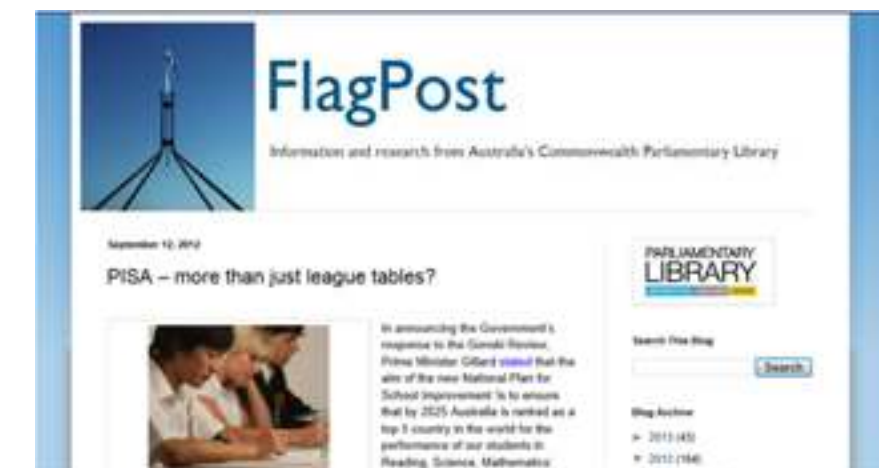 FlagPost
Information and research from Australia's Commonwealth Parliamentary Library
September 12, 2012
PISA – more than just league tables?
In announcing the Government's
response to the Gonski Review,
Prime Minister Gillard stated that the
aim of the new National Plan for
School Improvement 'is to ensure
that by 2025 Australia is ranked as a
top 5 country in the world for the
performance of our students in
Reading, Science, Mathematics
PARLIAMENTARY
LIBRARY
Search This Blog
Search
Blog Archive
► 2013 (45)
▼ 2012 (164)